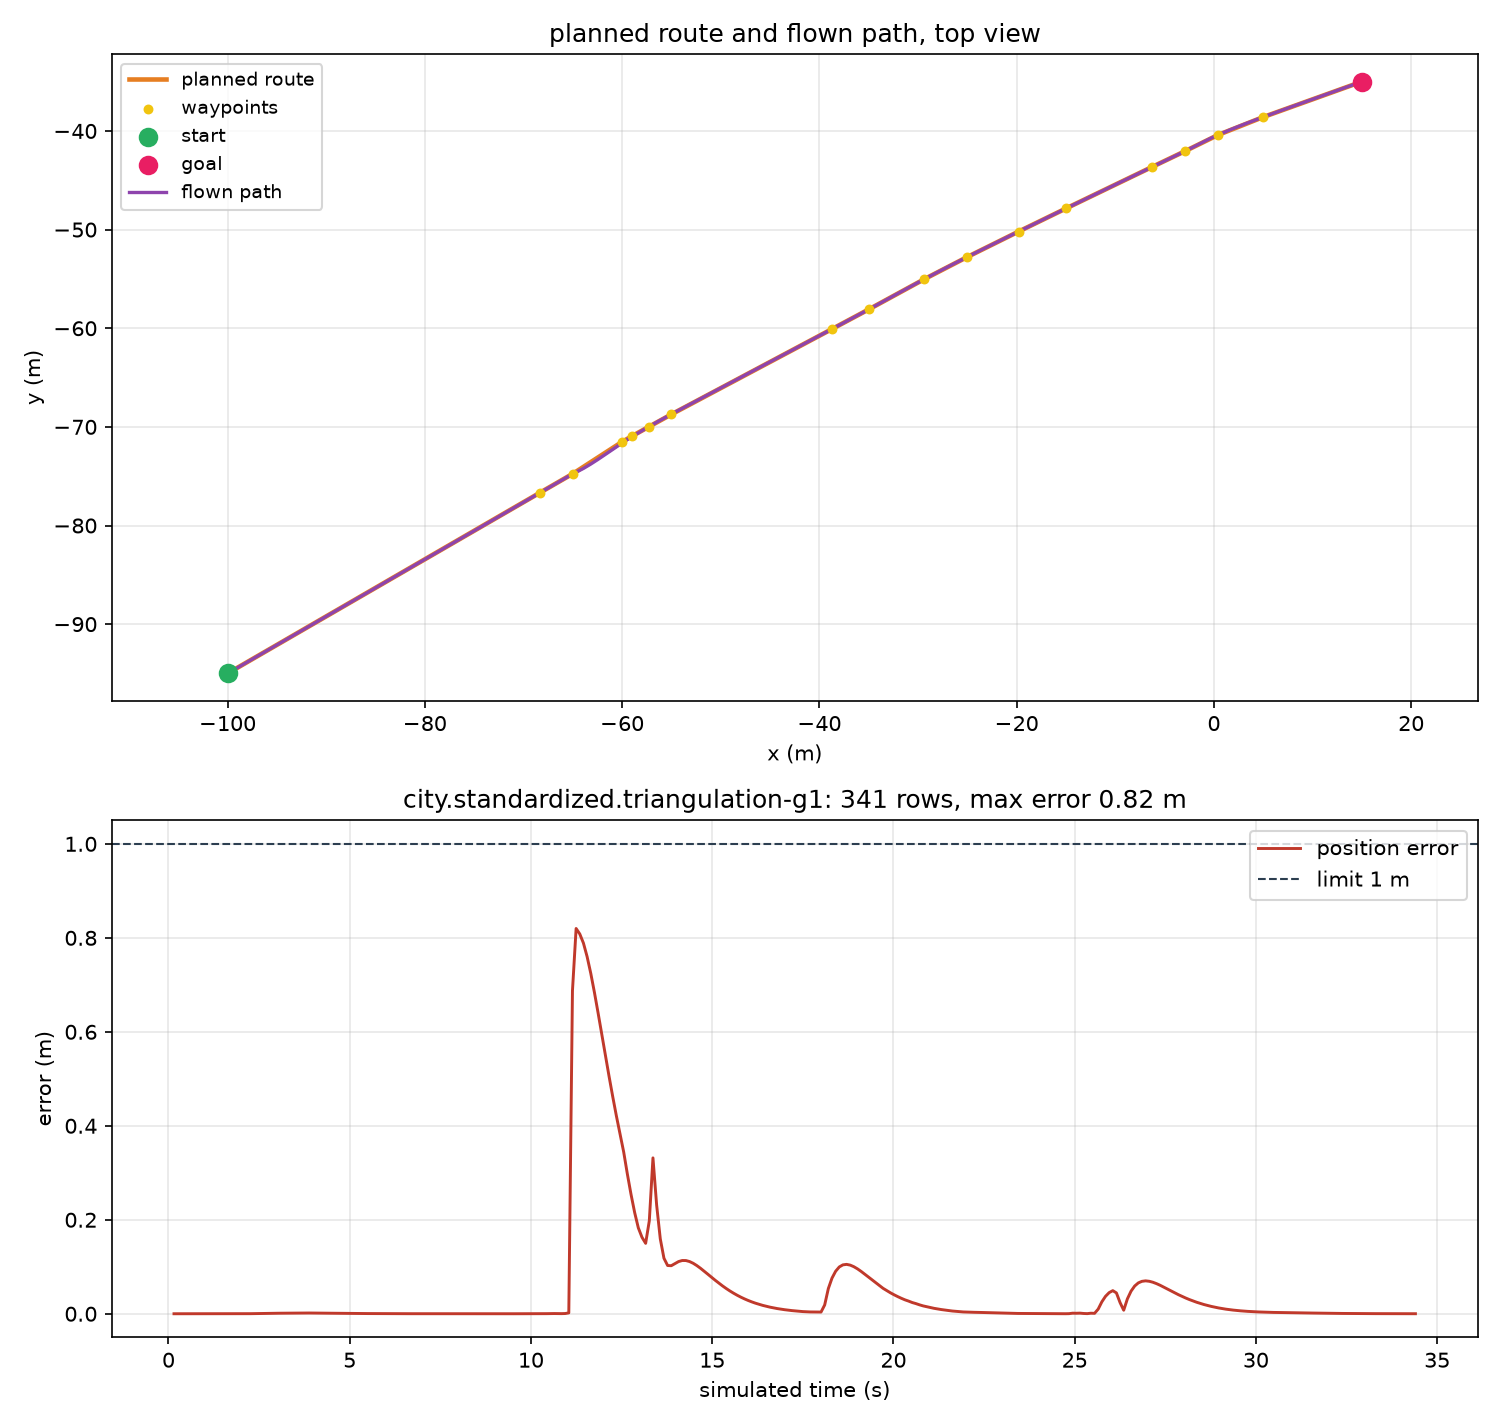 planned route and flown path, top view
planned route
waypoints
start
goal
flown path
−40
−50
−60
−70
−80
−90
y (m)
−100
−80
−60
−40
−20
0
20
x (m)
city.standardized.triangulation-g1: 341 rows, max error 0.82 m
position error
limit 1 m
1.0
0.8
0.6
0.4
0.2
0.0
error (m)
0
5
10
15
20
25
30
35
simulated time (s)